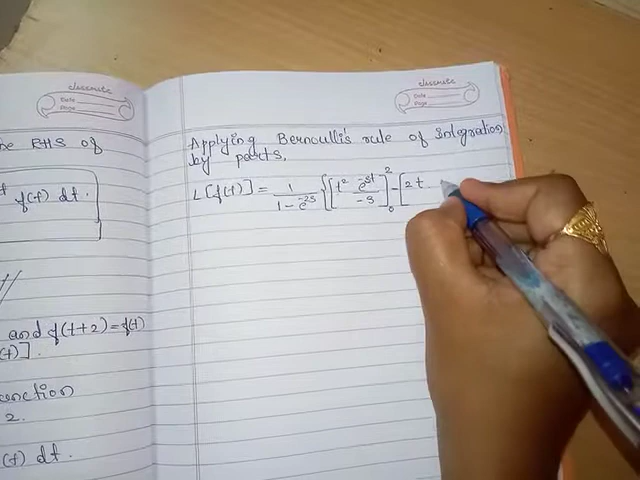 classmate
Date
Page
he RHS of
f(t) dt.
and f(t+2) = f(t)
(t)].
unction
2.
(t) dt.
classmate
Date
Page
Applying Bernoulli's rule of Integration
by parts,
L[f(t)] = 1/(1-e^{-2s}) {[t² e^{-st}/-s]₀² - [2t